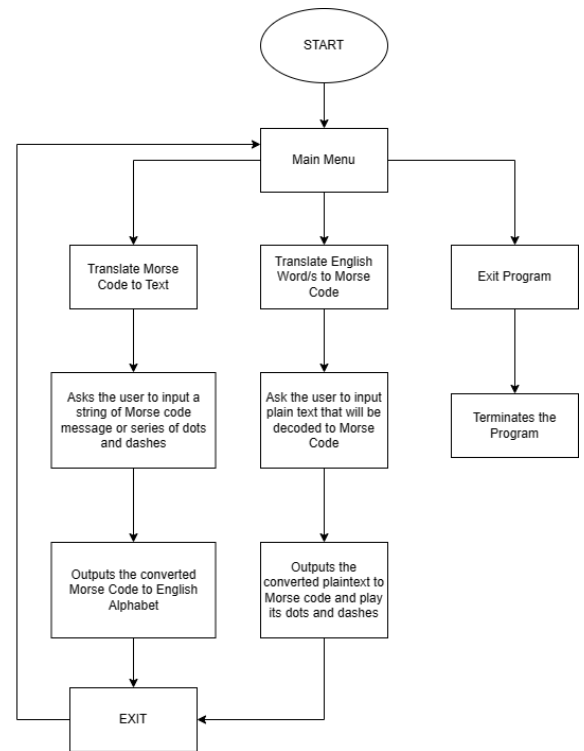 START
Main Menu
Translate Morse
Code to Text
Translate English
Word/s to Morse
Code
Exit Program
Asks the user to input a
string of Morse code
message or series of dots
and dashes
Ask the user to input
plain text that will be
decoded to Morse
Code
Terminates the
Program
Outputs the converted
Morse Code to English
Alphabet
Outputs the
converted plaintext to
Morse code and play
its dots and dashes
EXIT